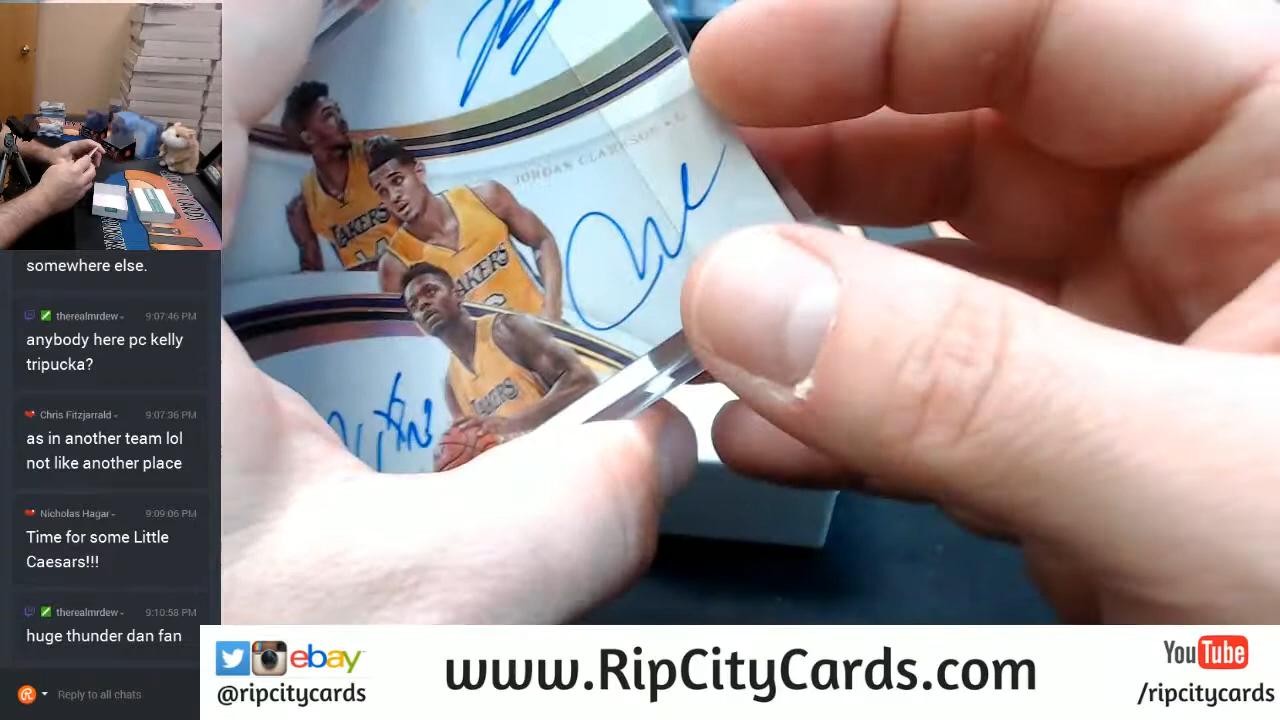 somewhere else.
therealmrdew
9:07:46 PM
anybody here pc kelly
tripucka?
Chris Fitzjarrald
9:07:36 PM
as in another team lol
not like another place
Nicholas Hagar
9:09:06 PM
Time for some Little
Caesars!!!
therealmrdew
9:10:58 PM
huge thunder dan fan
Reply to all chats
JORDAN CLARKSON • G
LAKERS
LAKERS
LAKERS
ebay
@ripcitycards
www.RipCityCards.com
YouTube
/ripcitycards